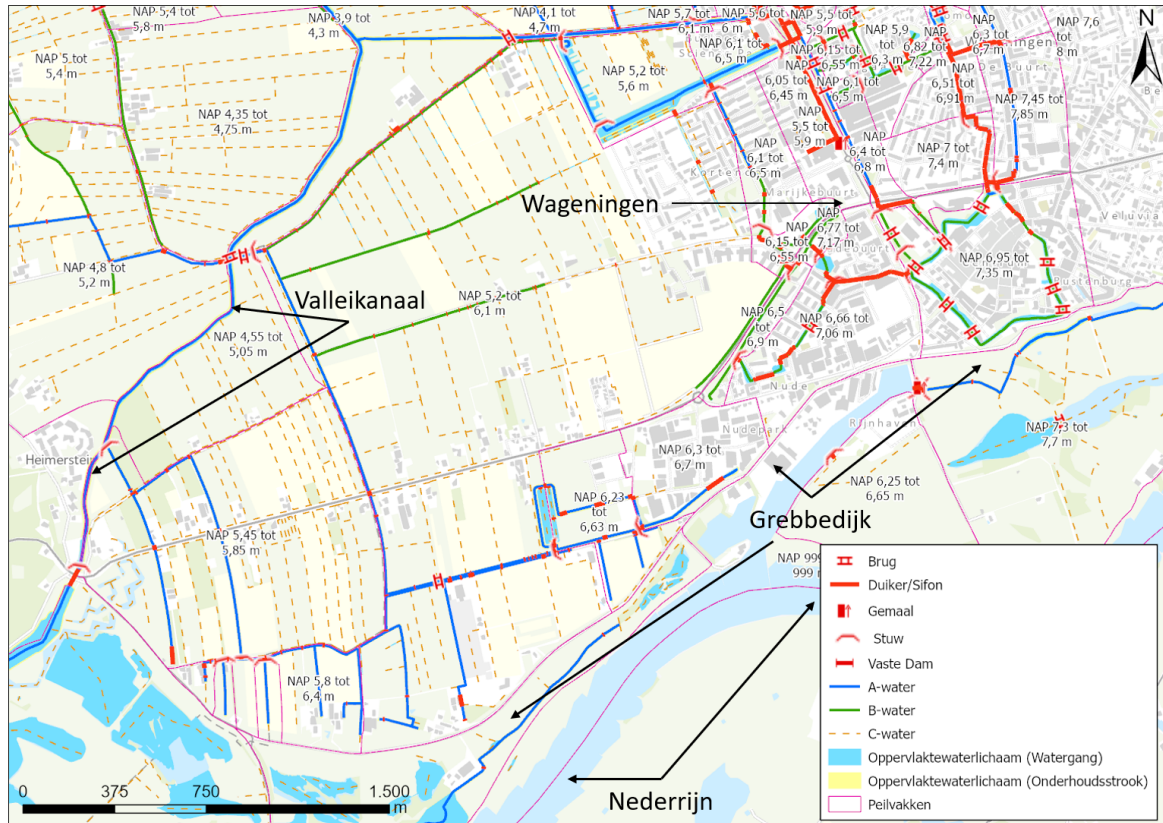 NAP 5,4 tot
5,8 m
NAP 3,9 tot
4,3 m
NAP 4,1 tot
4,7 m
NAP 5,7 tot
6,1 m
NAP 5,6 tot
6 m
NAP 5,5 tot
5,9 m
NAP 6,1 tot
6,5 m
NAP
6,15 tot
6,55 m
NAP 5,9
tot
6,3 m
NAP
6,82 tot
7,22 m
NAP
6,3 tot
6,7 m
NAP 7,6
tot
8 m
N
NAP 5 tot
5,4 m
NAP 5,2 tot
5,6 m
NAP
6,05 tot
6,45 m
NAP
6,1 tot
6,5 m
De Buurt
NAP
6,51 tot
6,91 m
NAP 7,45 tot
7,85 m
NAP 4,35 tot
4,75 m
NAP
5,5 tot
5,9 m
NAP
6,1 tot
6,5 m
NAP
6,4 tot
6,8 m
NAP 7 tot
7,4 m
Marijkebuurt
Wageningen
Veluvia
NAP
6,77 tot
7,17 m
NAP
6,15 tot
6,55 m
NAP 6,95 tot
7,35 m
Rustenburg
NAP 4,8 tot
5,2 m
Valleikanaal
NAP 5,2 tot
6,1 m
NAP 4,55 tot
5,05 m
NAP 6,5
tot
6,9 m
NAP 6,66 tot
7,06 m
Nude
Rijnhaven
Nudepark
NAP 7,3 tot
7,7 m
Heimerstein
NAP 6,3 tot
6,7 m
NAP 6,25 tot
6,65 m
NAP 6,23
tot
6,63 m
Grebbedijk
NAP 5,45 tot
5,85 m
NAP 999
999 m
NAP 5,8 tot
6,4 m
Nederrijn
0 375 750 1.500
m
Brug
Duiker/Sifon
Gemaal
Stuw
Vaste Dam
A-water
B-water
C-water
Oppervlaktewaterlichaam (Watergang)
Oppervlaktewaterlichaam (Onderhoudsstrook)
Peilvakken